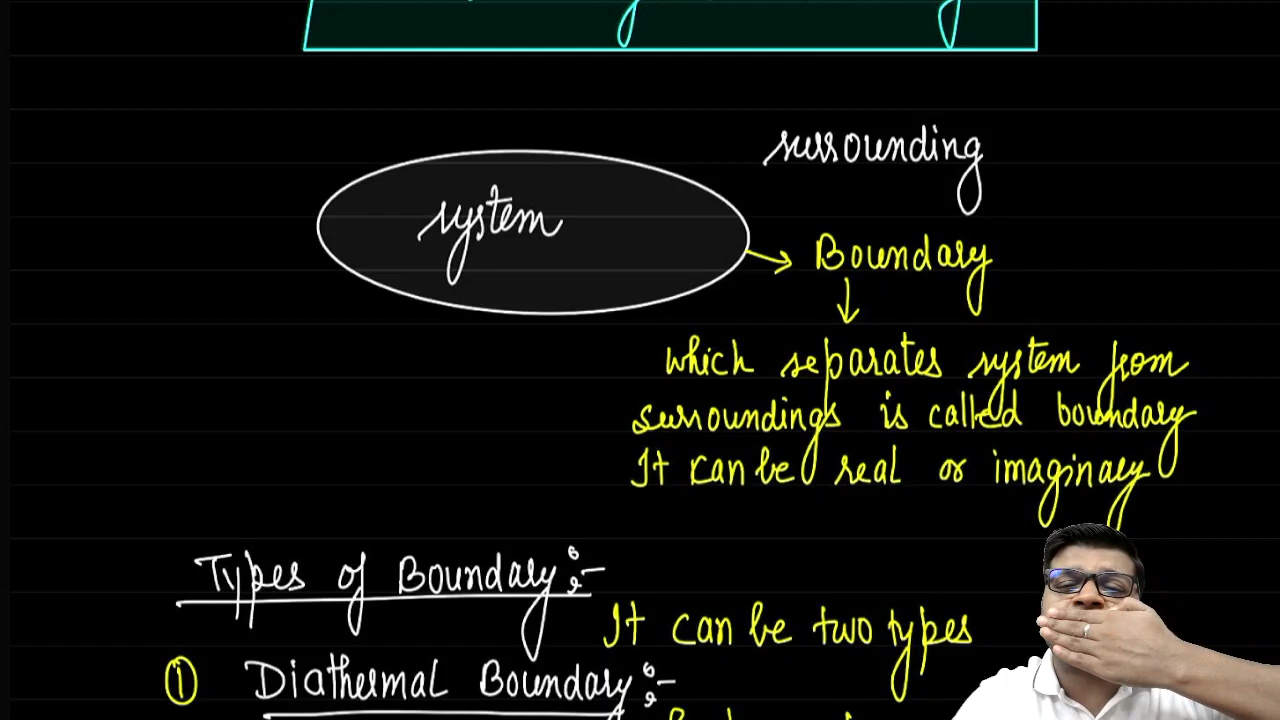 surrounding
system
Boundary
which separates system from
surroundings is called boundary
It can be real or imaginary
Types of Boundary:-
It can be two types
① Diathermal Boundary:-